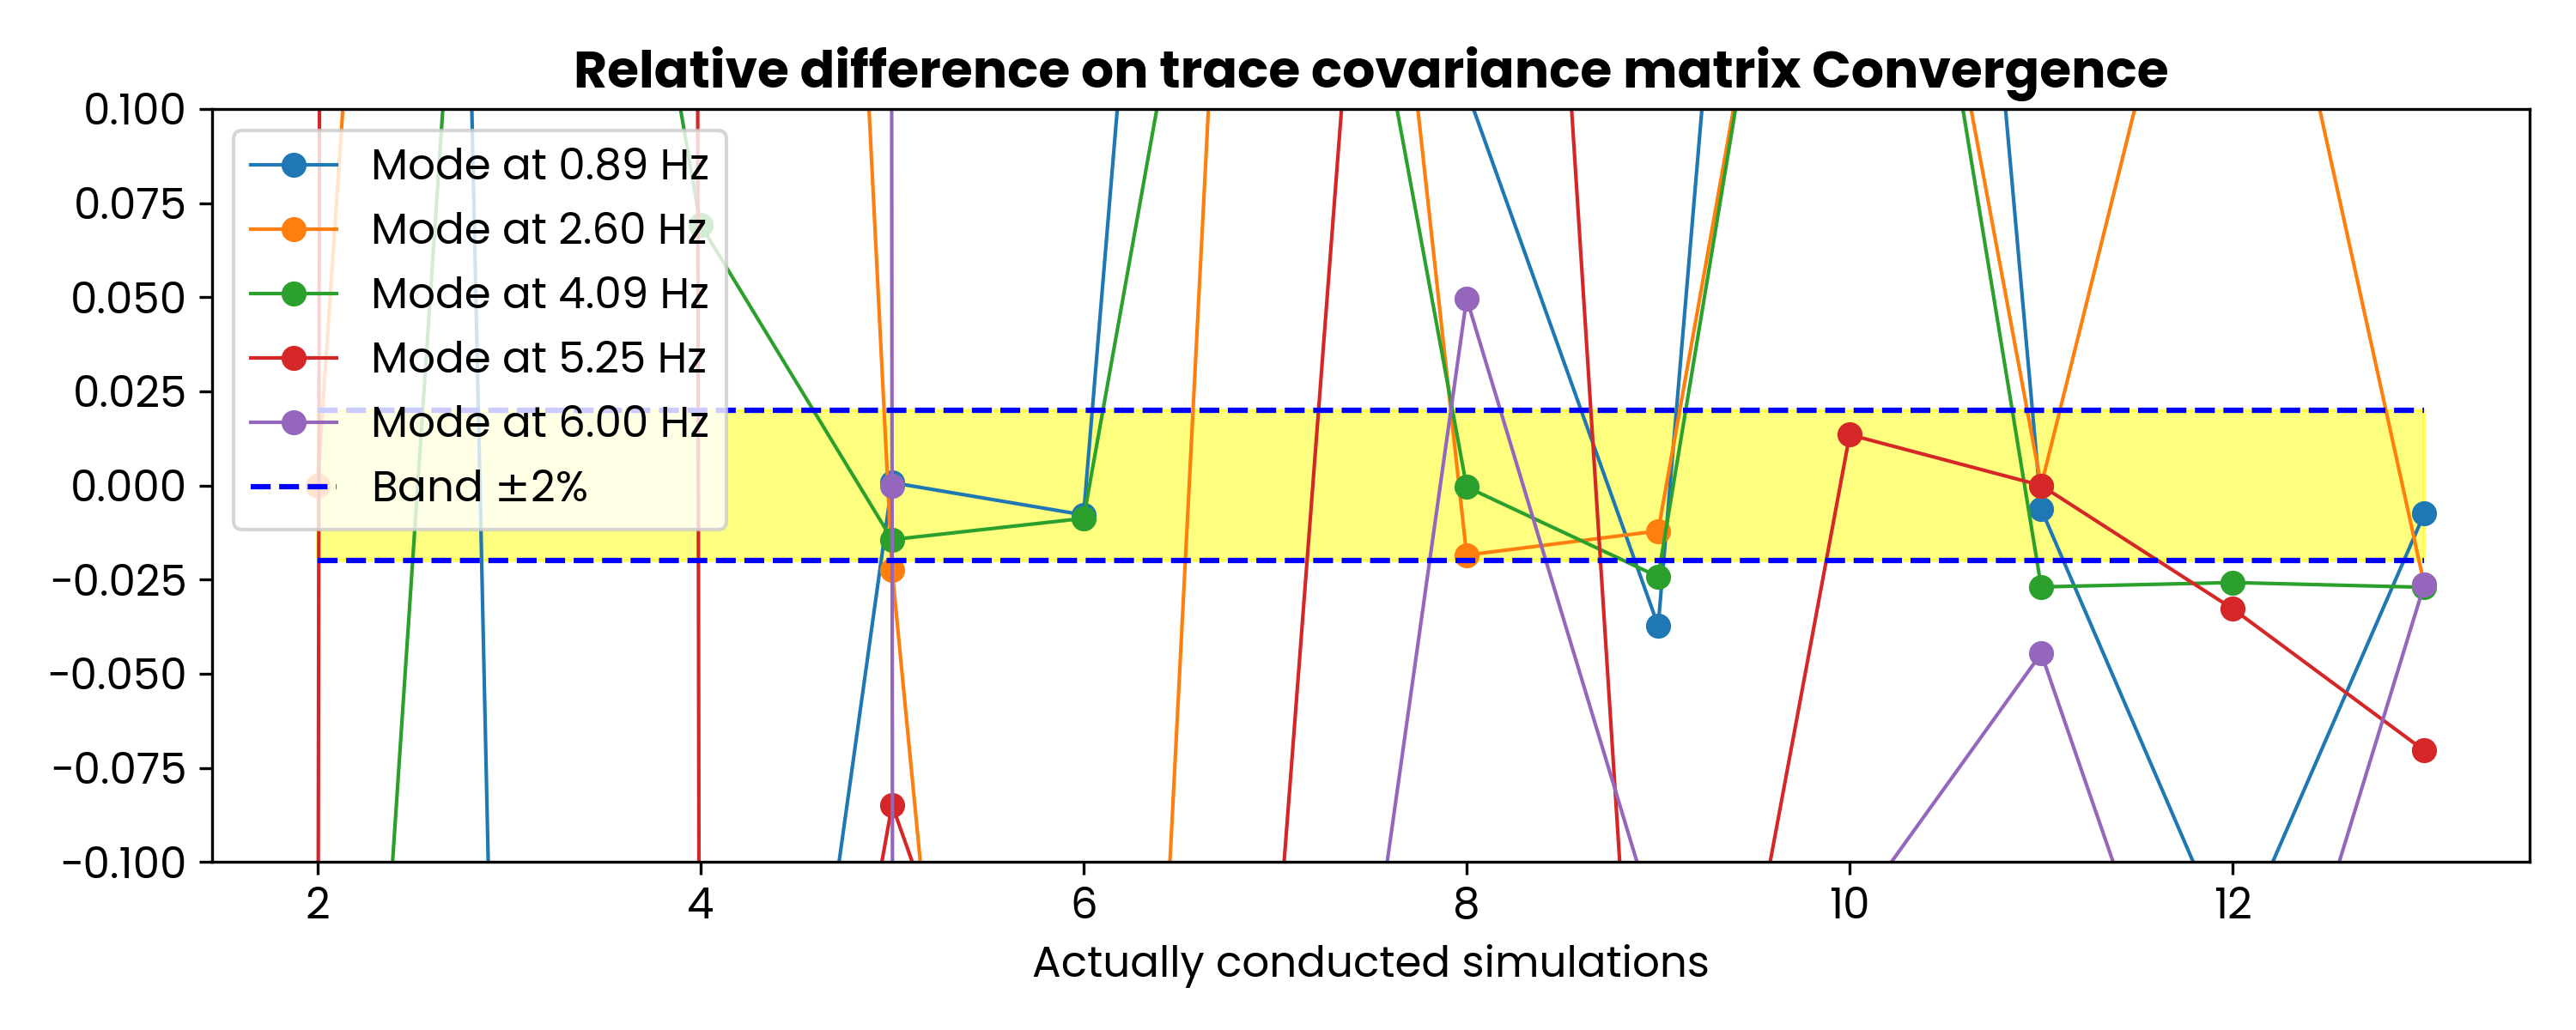 Relative difference on trace covariance matrix Convergence
0.100
0.075
0.050
0.025
0.000
-0.025
-0.050
-0.075
-0.100
Mode at 0.89 Hz
Mode at 2.60 Hz
Mode at 4.09 Hz
Mode at 5.25 Hz
Mode at 6.00 Hz
Band ±2%
2 4 6 8 10 12
Actually conducted simulations